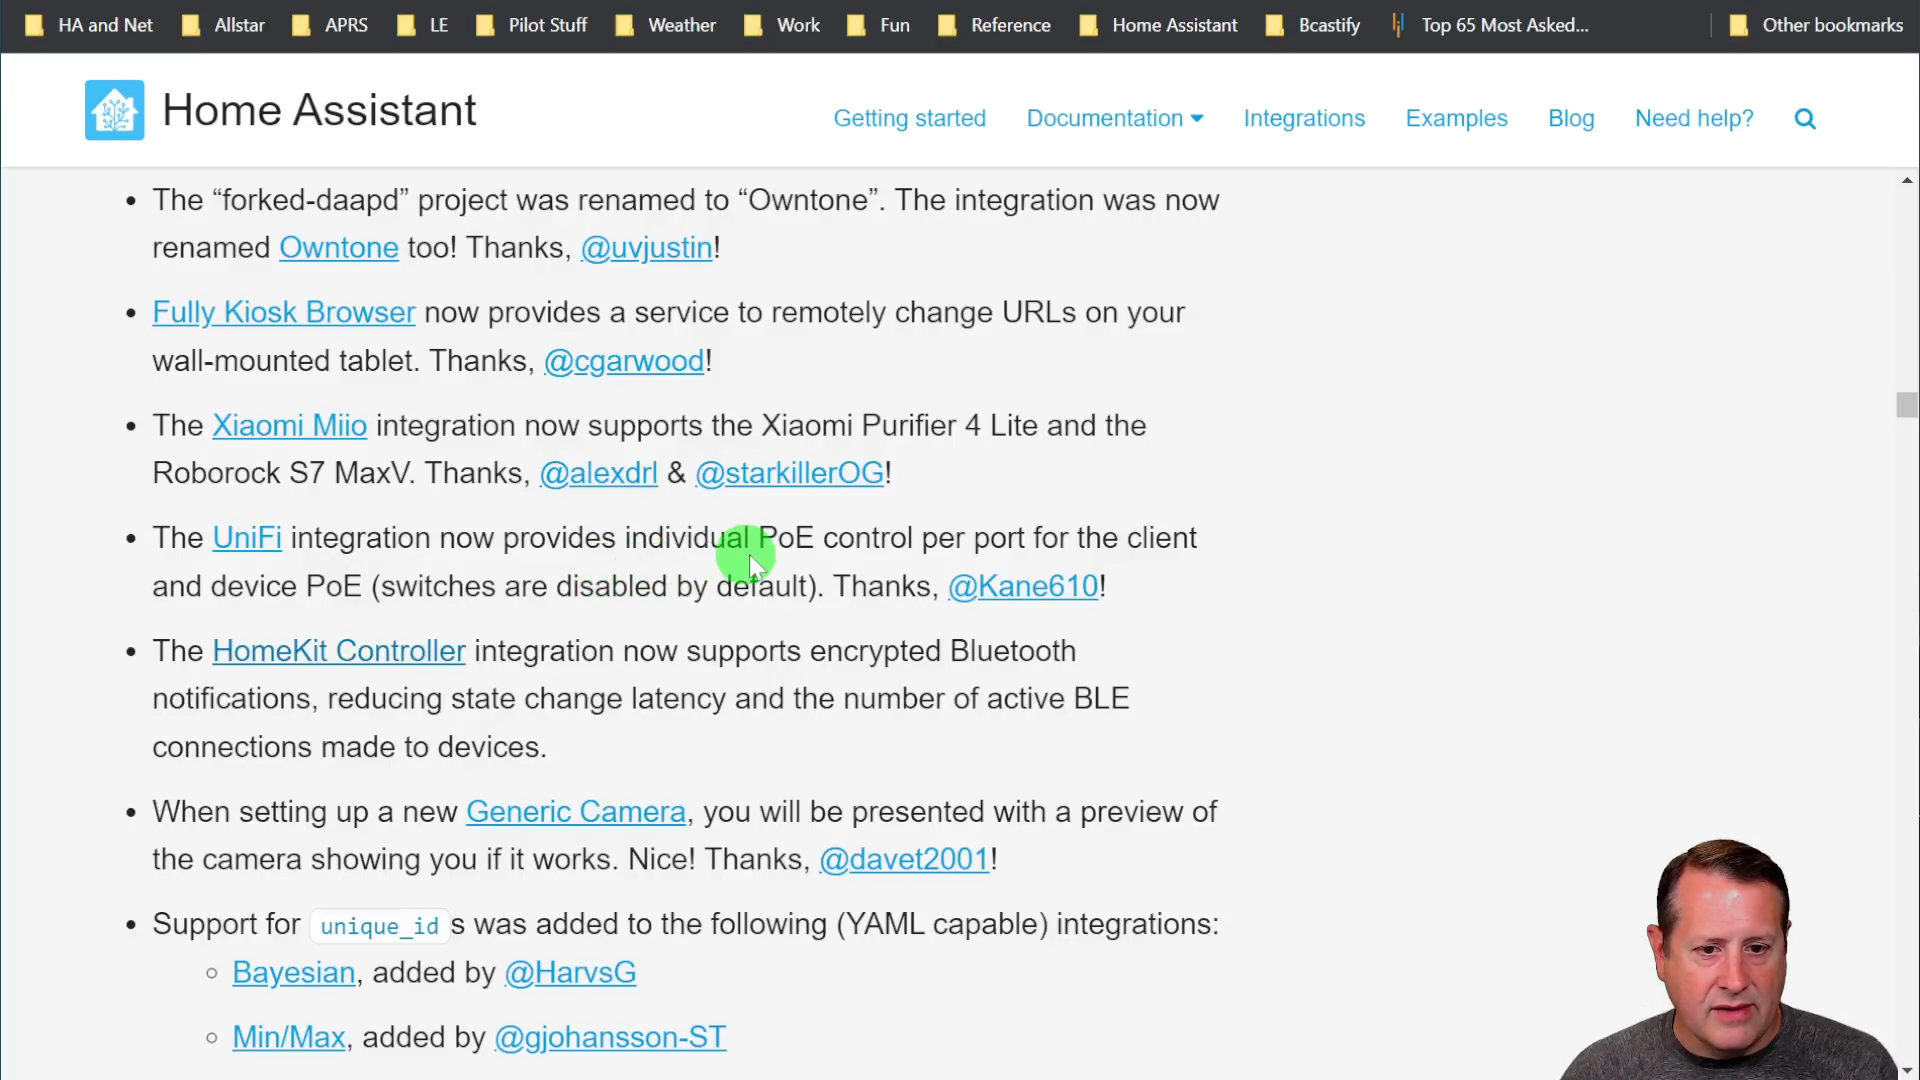 HA and Net Allstar APRS LE Pilot Stuff Weather Work Fun Reference Home Assistant Bcastify Top 65 Most Asked... Other bookmarks
Home Assistant
Getting started Documentation Integrations Examples Blog Need help?
• The “forked-daapd” project was renamed to “Owntone”. The integration was now
renamed Owntone too! Thanks, @uvjustin!
• Fully Kiosk Browser now provides a service to remotely change URLs on your
wall-mounted tablet. Thanks, @cgarwood!
• The Xiaomi Miio integration now supports the Xiaomi Purifier 4 Lite and the
Roborock S7 MaxV. Thanks, @alexdrl & @starkillerOG!
• The UniFi integration now provides individual PoE control per port for the client
and device PoE (switches are disabled by default). Thanks, @Kane610!
• The HomeKit Controller integration now supports encrypted Bluetooth
notifications, reducing state change latency and the number of active BLE
connections made to devices.
• When setting up a new Generic Camera, you will be presented with a preview of
the camera showing you if it works. Nice! Thanks, @davet2001!
• Support for unique_id s was added to the following (YAML capable) integrations:
◦ Bayesian, added by @HarvsG
◦ Min/Max, added by @gjohansson-ST